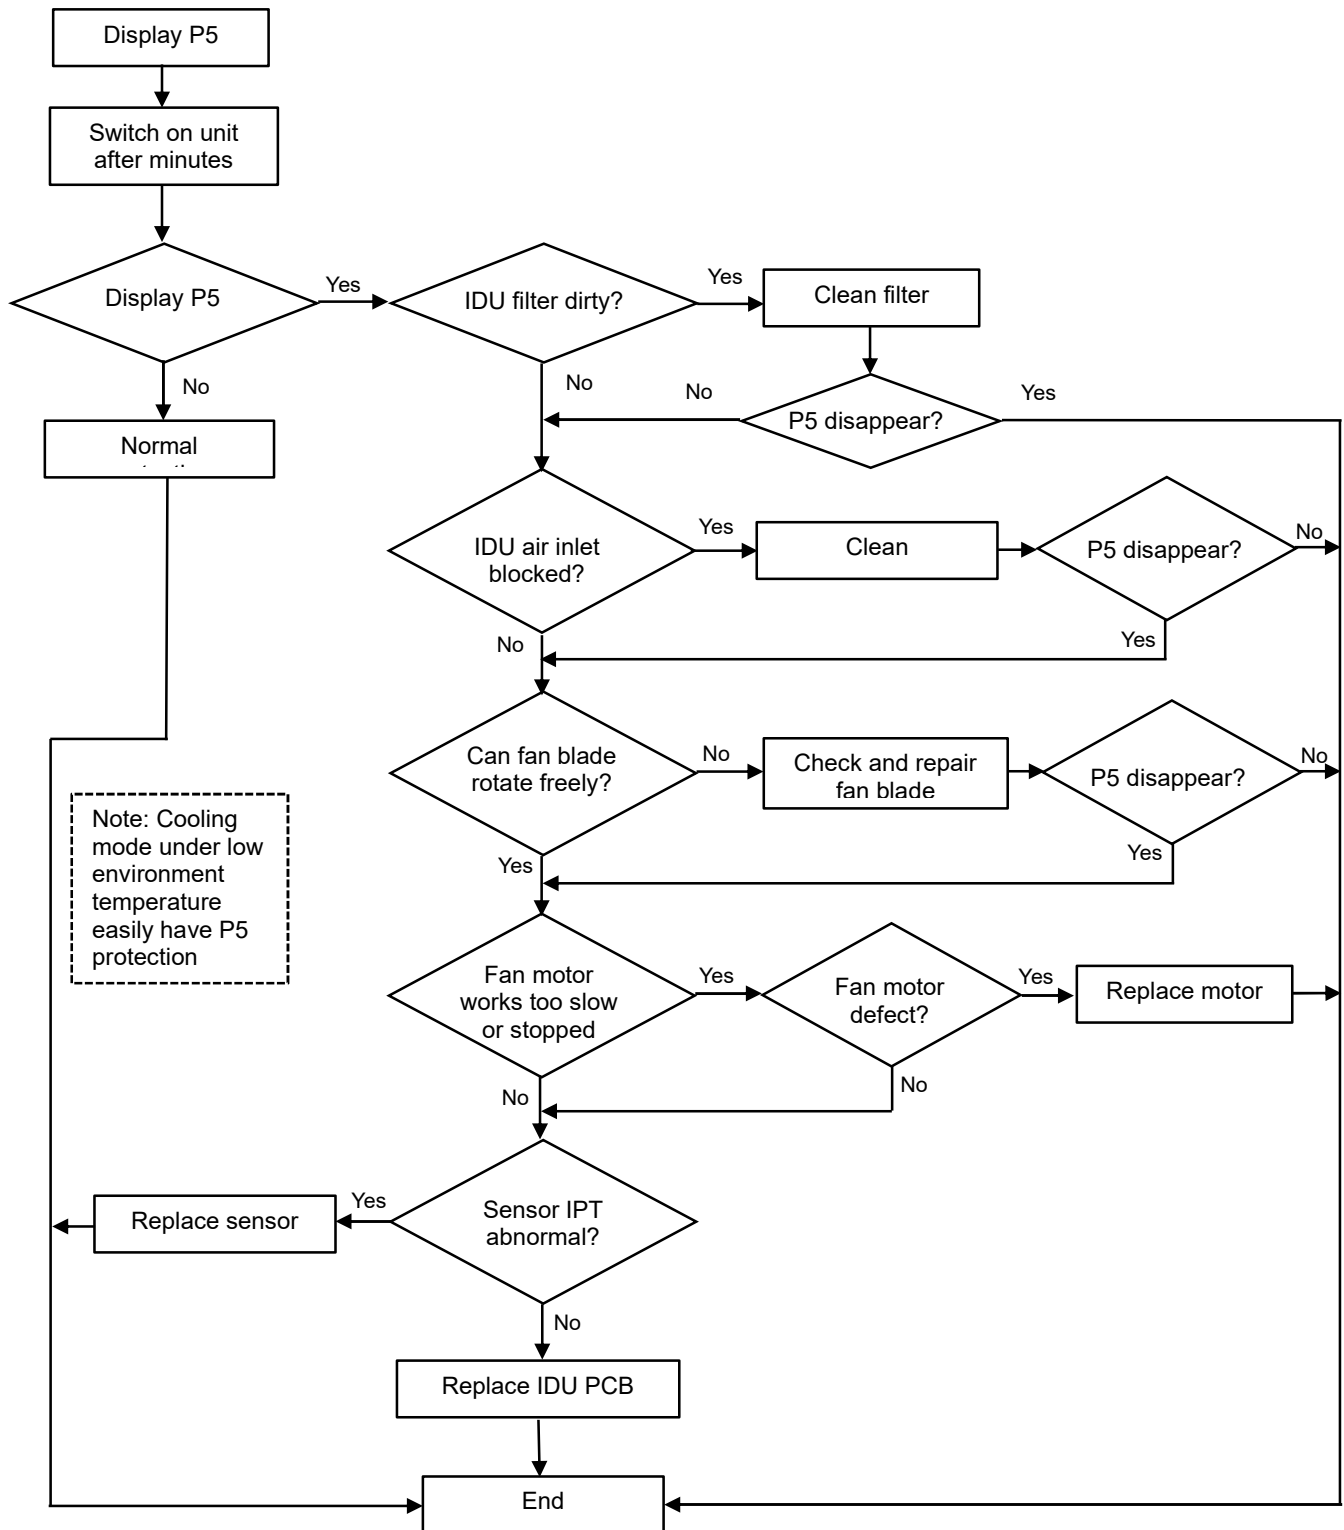 Display P5
Switch on unit
after minutes
Display P5
Yes
IDU filter dirty?
Yes
Clean filter
No
No
No
P5 disappear?
Yes
Normal
IDU air inlet
blocked?
Yes
Clean
P5 disappear?
No
No
Yes
Can fan blade
rotate freely?
No
Check and repair
fan blade
P5 disappear?
No
Note: Cooling
mode under low
environment
temperature
easily have P5
protection
Yes
Yes
Fan motor
works too slow
or stopped
Yes
Fan motor
defect?
Yes
Replace motor
No
No
Replace sensor
Yes
Sensor IPT
abnormal?
No
Replace IDU PCB
End